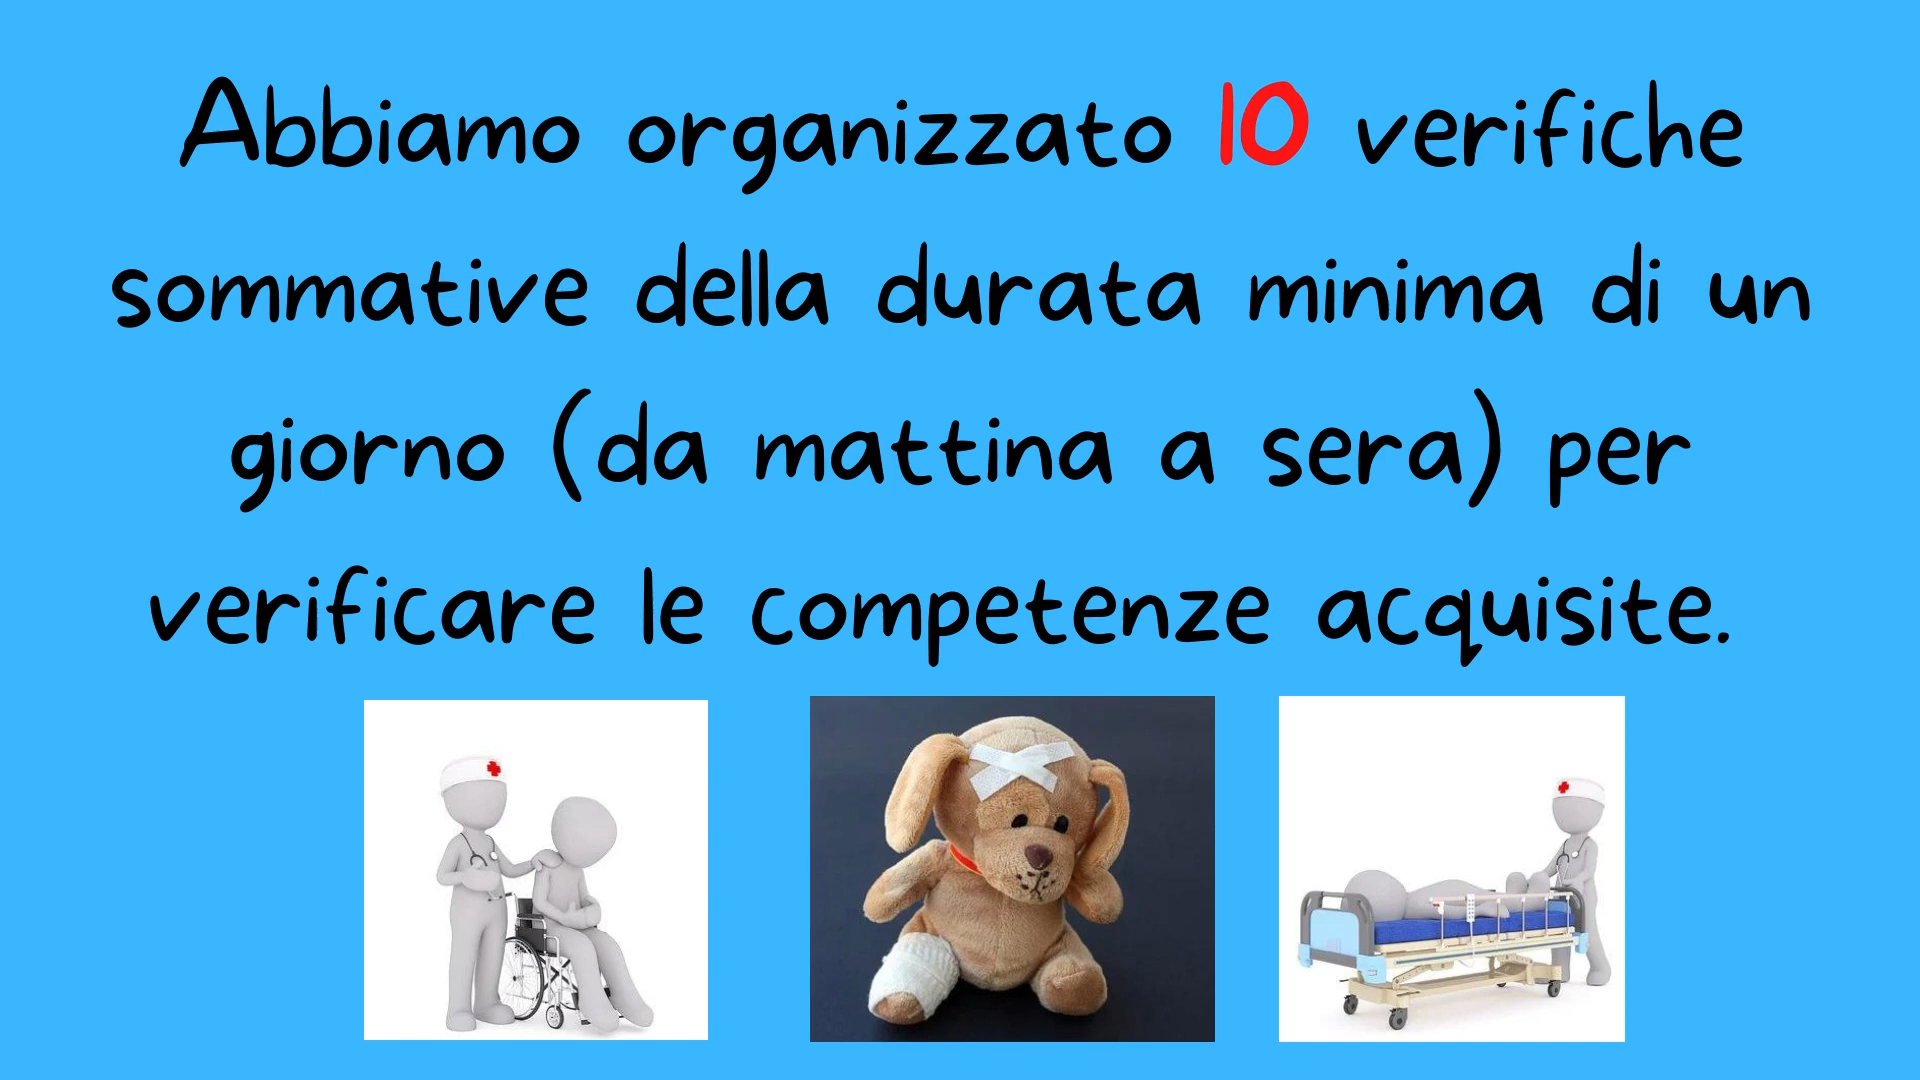 Abbiamo organizzato 10 verifiche
sommative della durata minima di un
giorno (da mattina a sera) per
verificare le competenze acquisite.